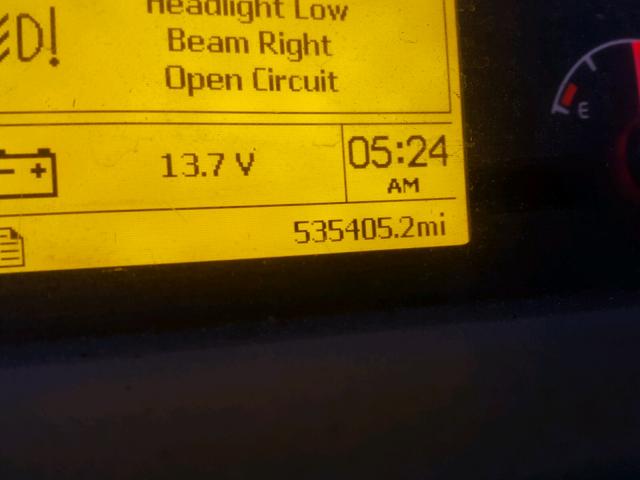 Headlight Low
Beam Right
Open Circuit
13.7 V
05:24
AM
535405.2mi
E